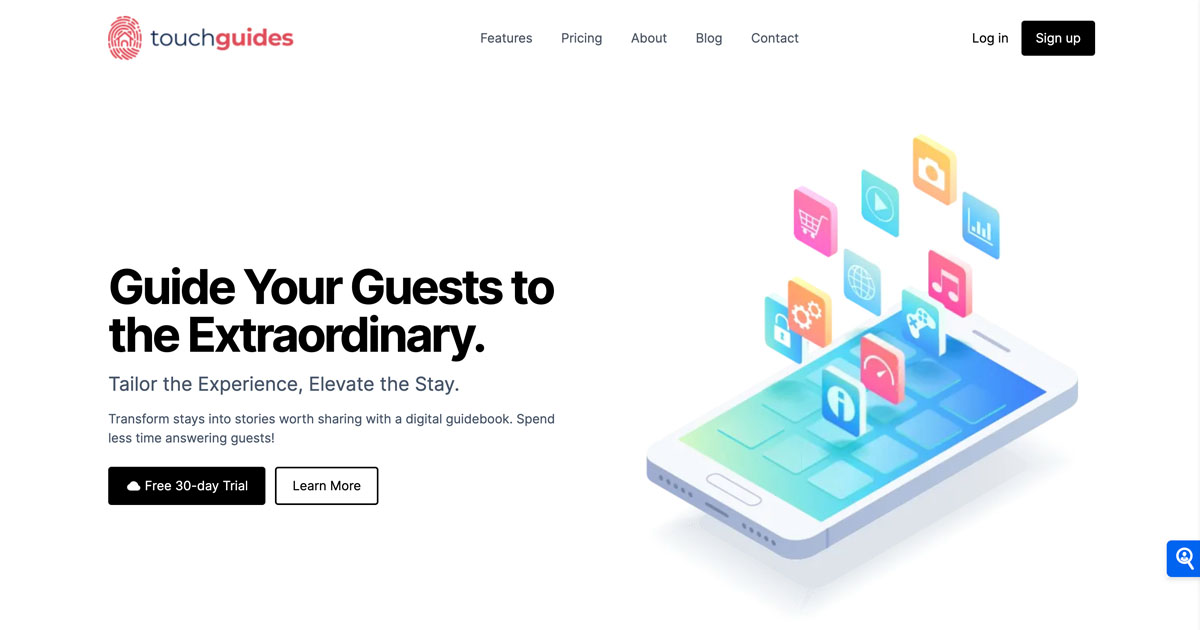 touchguides
Features
Pricing
About
Blog
Contact
Log in
Sign up
Guide Your Guests to
the Extraordinary.
Tailor the Experience, Elevate the Stay.
Transform stays into stories worth sharing with a digital guidebook. Spend
less time answering guests!
Free 30-day Trial
Learn More